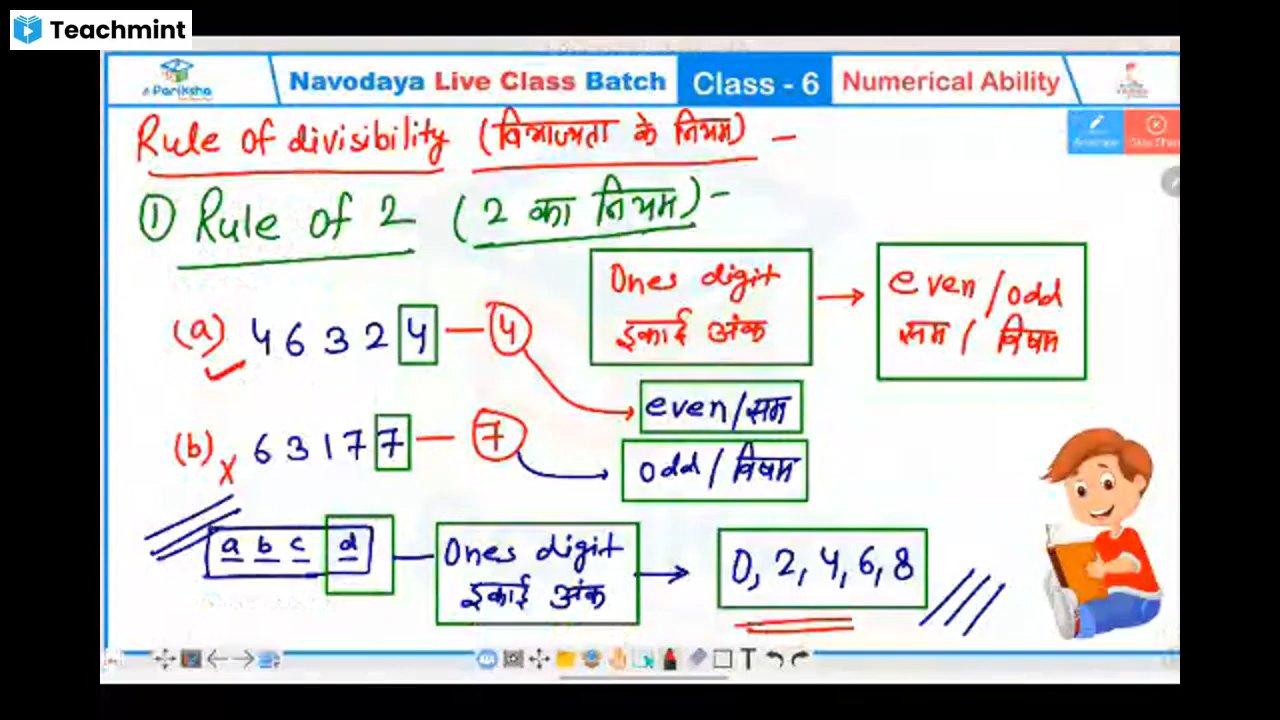 Teachmint
ePariksha
Navodaya Live Class Batch
Class - 6
Numerical Ability
Rule of divisibility (विभाज्यता के नियम) -
① Rule of 2 (2 का नियम) -
Ones digit
इकाई अंक
→
even/odd
सम / विषम
(a) 4 6 3 2 4 — 4
even/सम
(b) x 6 3 1 7 7 — 7
odd / विषम
a b c d
Ones digit
इकाई अंक
→
0, 2, 4, 6, 8
T